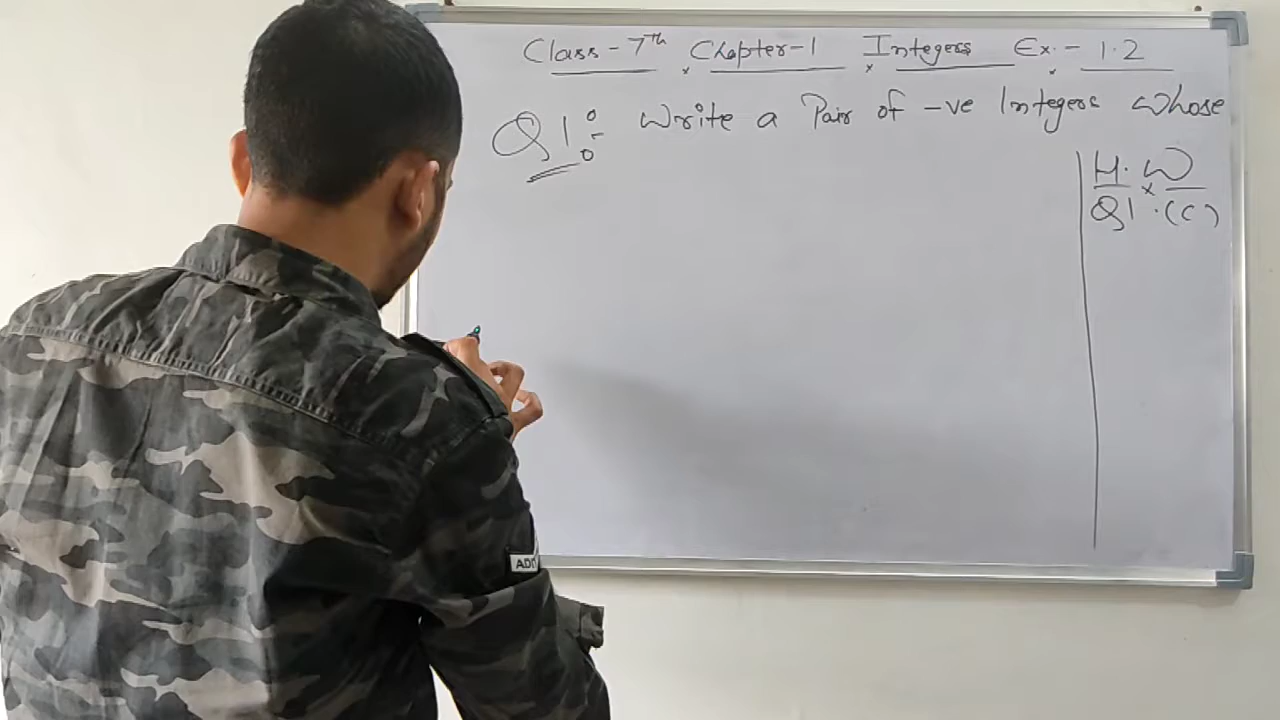 Class - 7th × Chapter-1 × Integers × Ex. - 1.2
Q1:- Write a Pair of -ve Integers whose
H. × W
Q1 . (c)